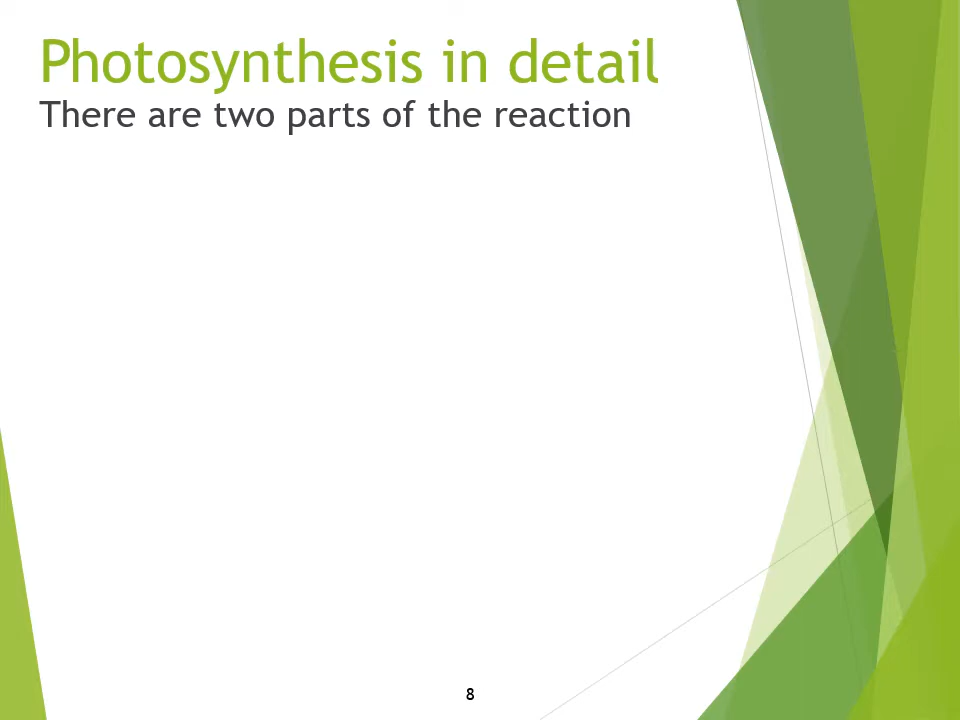 Photosynthesis in detail
There are two parts of the reaction
8